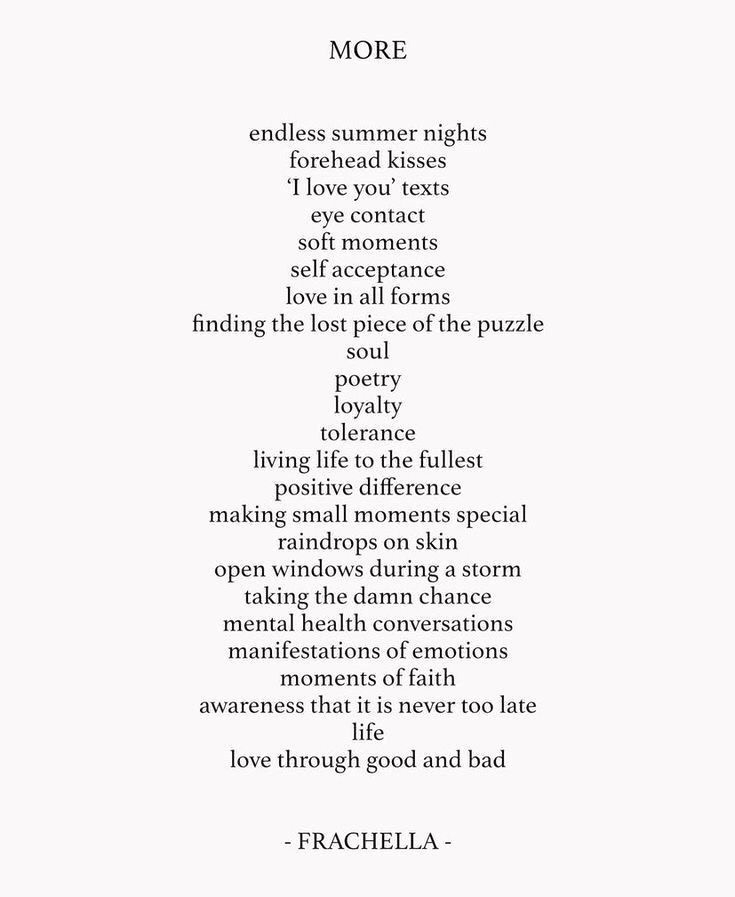 MORE
endless summer nights
forehead kisses
‘I love you’ texts
eye contact
soft moments
self acceptance
love in all forms
finding the lost piece of the puzzle
soul
poetry
loyalty
tolerance
living life to the fullest
positive difference
making small moments special
raindrops on skin
open windows during a storm
taking the damn chance
mental health conversations
manifestations of emotions
moments of faith
awareness that it is never too late
life
love through good and bad
- FRACHELLA -